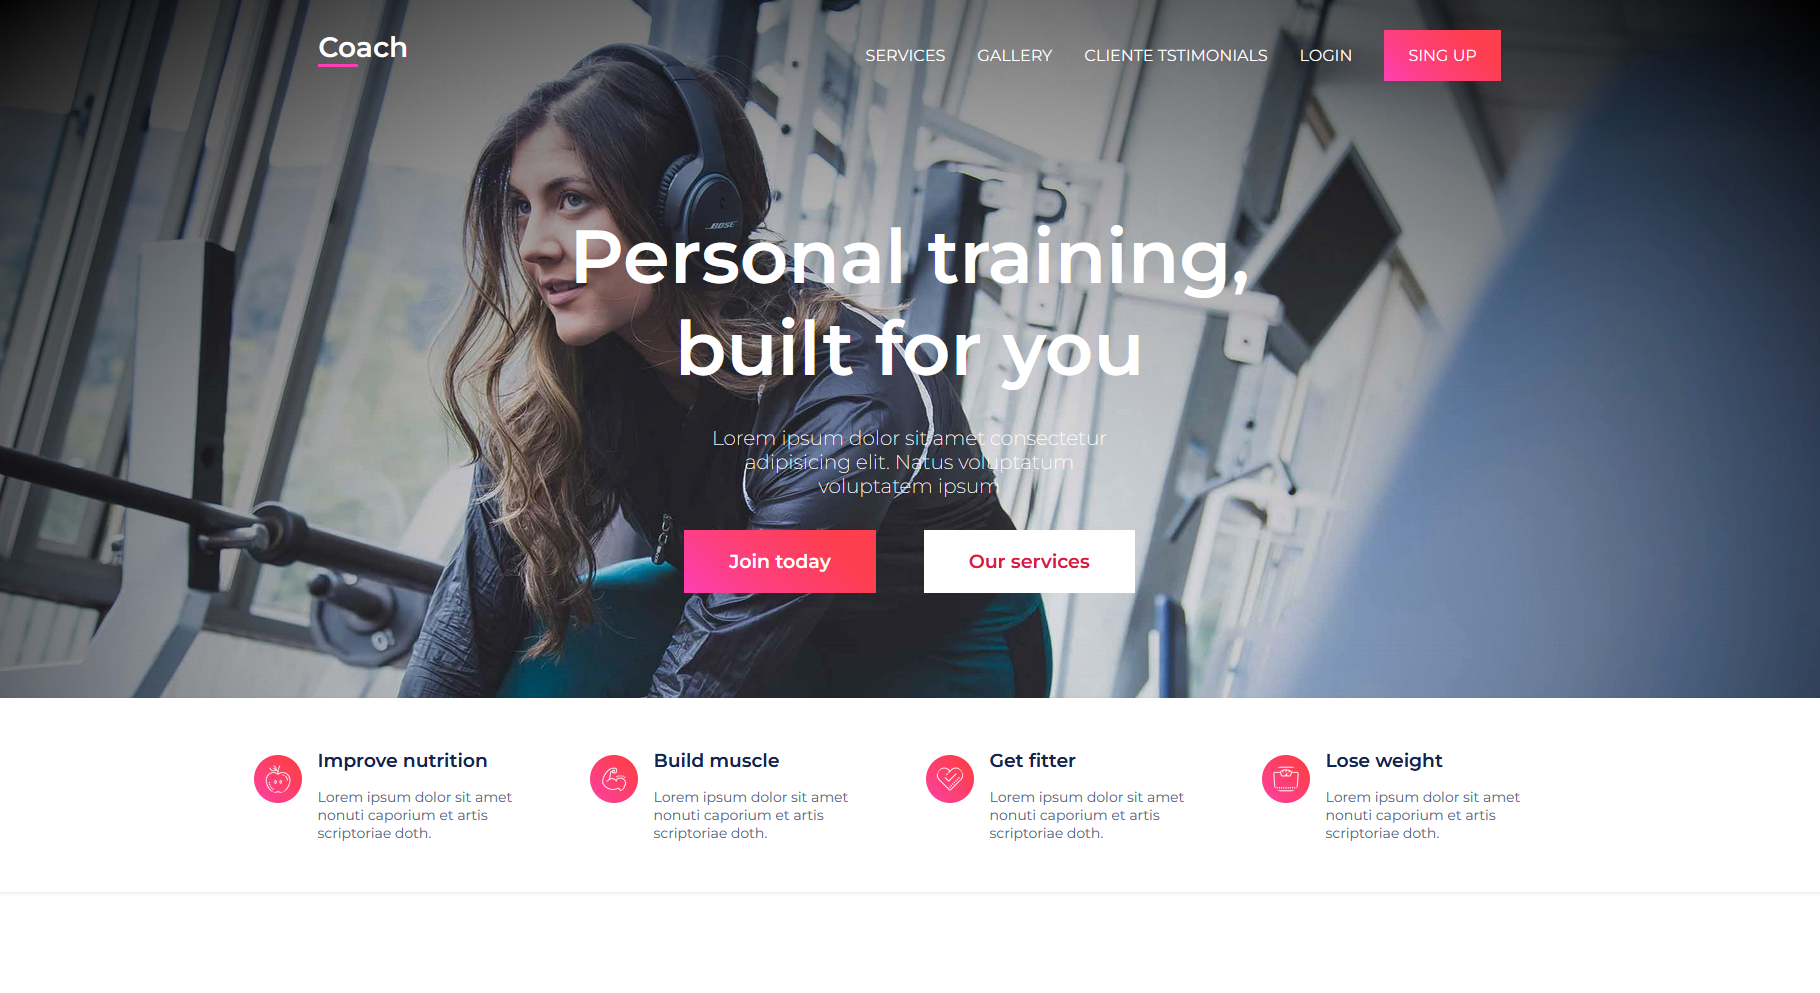 Coach
SERVICES
GALLERY
CLIENTE TSTIMONIALS
LOGIN
SING UP
BOSE
Personal training,
built for you
Lorem ipsum dolor sit amet consectetur
adipisicing elit. Natus voluptatum
voluptatem ipsum
Join today
Our services
Improve nutrition
Lorem ipsum dolor sit amet
nonuti caporium et artis
scriptoriae doth.
Build muscle
Lorem ipsum dolor sit amet
nonuti caporium et artis
scriptoriae doth.
Get fitter
Lorem ipsum dolor sit amet
nonuti caporium et artis
scriptoriae doth.
Lose weight
Lorem ipsum dolor sit amet
nonuti caporium et artis
scriptoriae doth.